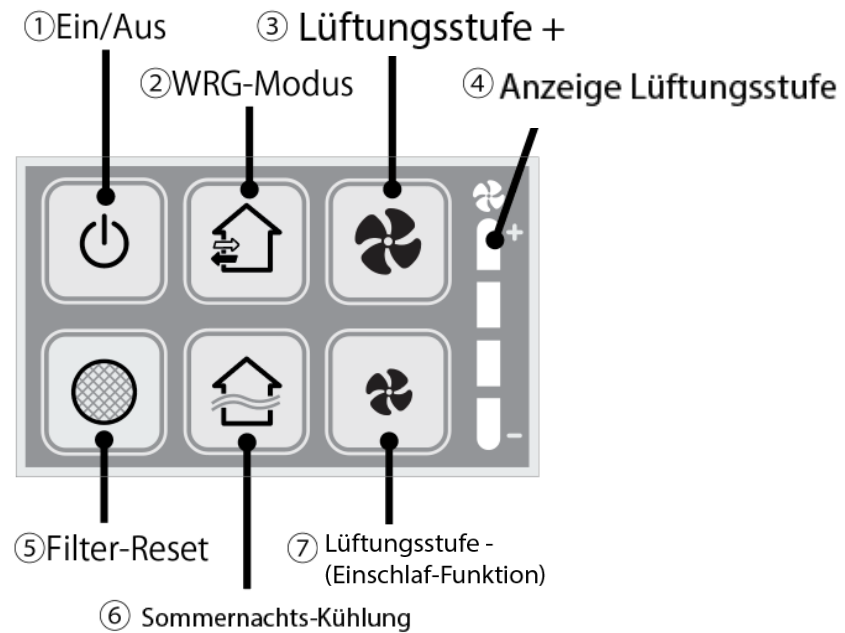 ①Ein/Aus
③ Lüftungsstufe +
②WRG-Modus
④ Anzeige Lüftungsstufe
+
–
⑤Filter-Reset
⑦ Lüftungsstufe -
(Einschlaf-Funktion)
⑥ Sommernachts-Kühlung